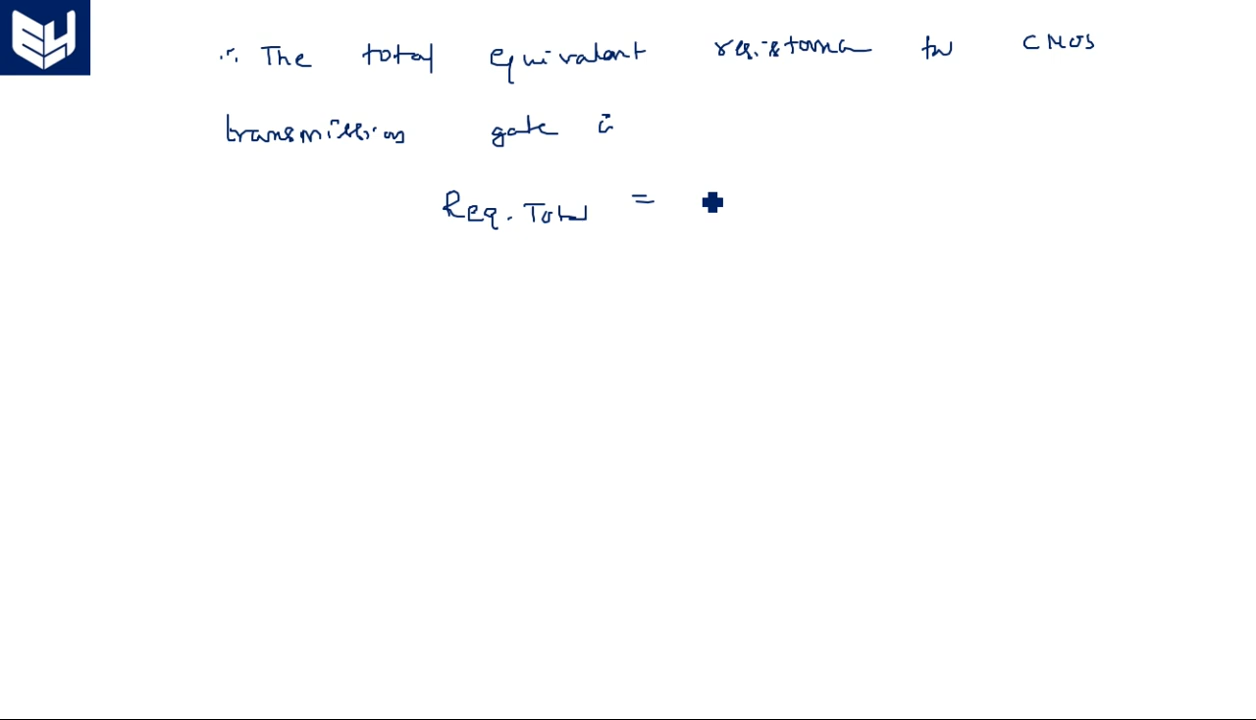 ∴ The total equivalent resistance for CMOS
transmission gate is
Req. Total =